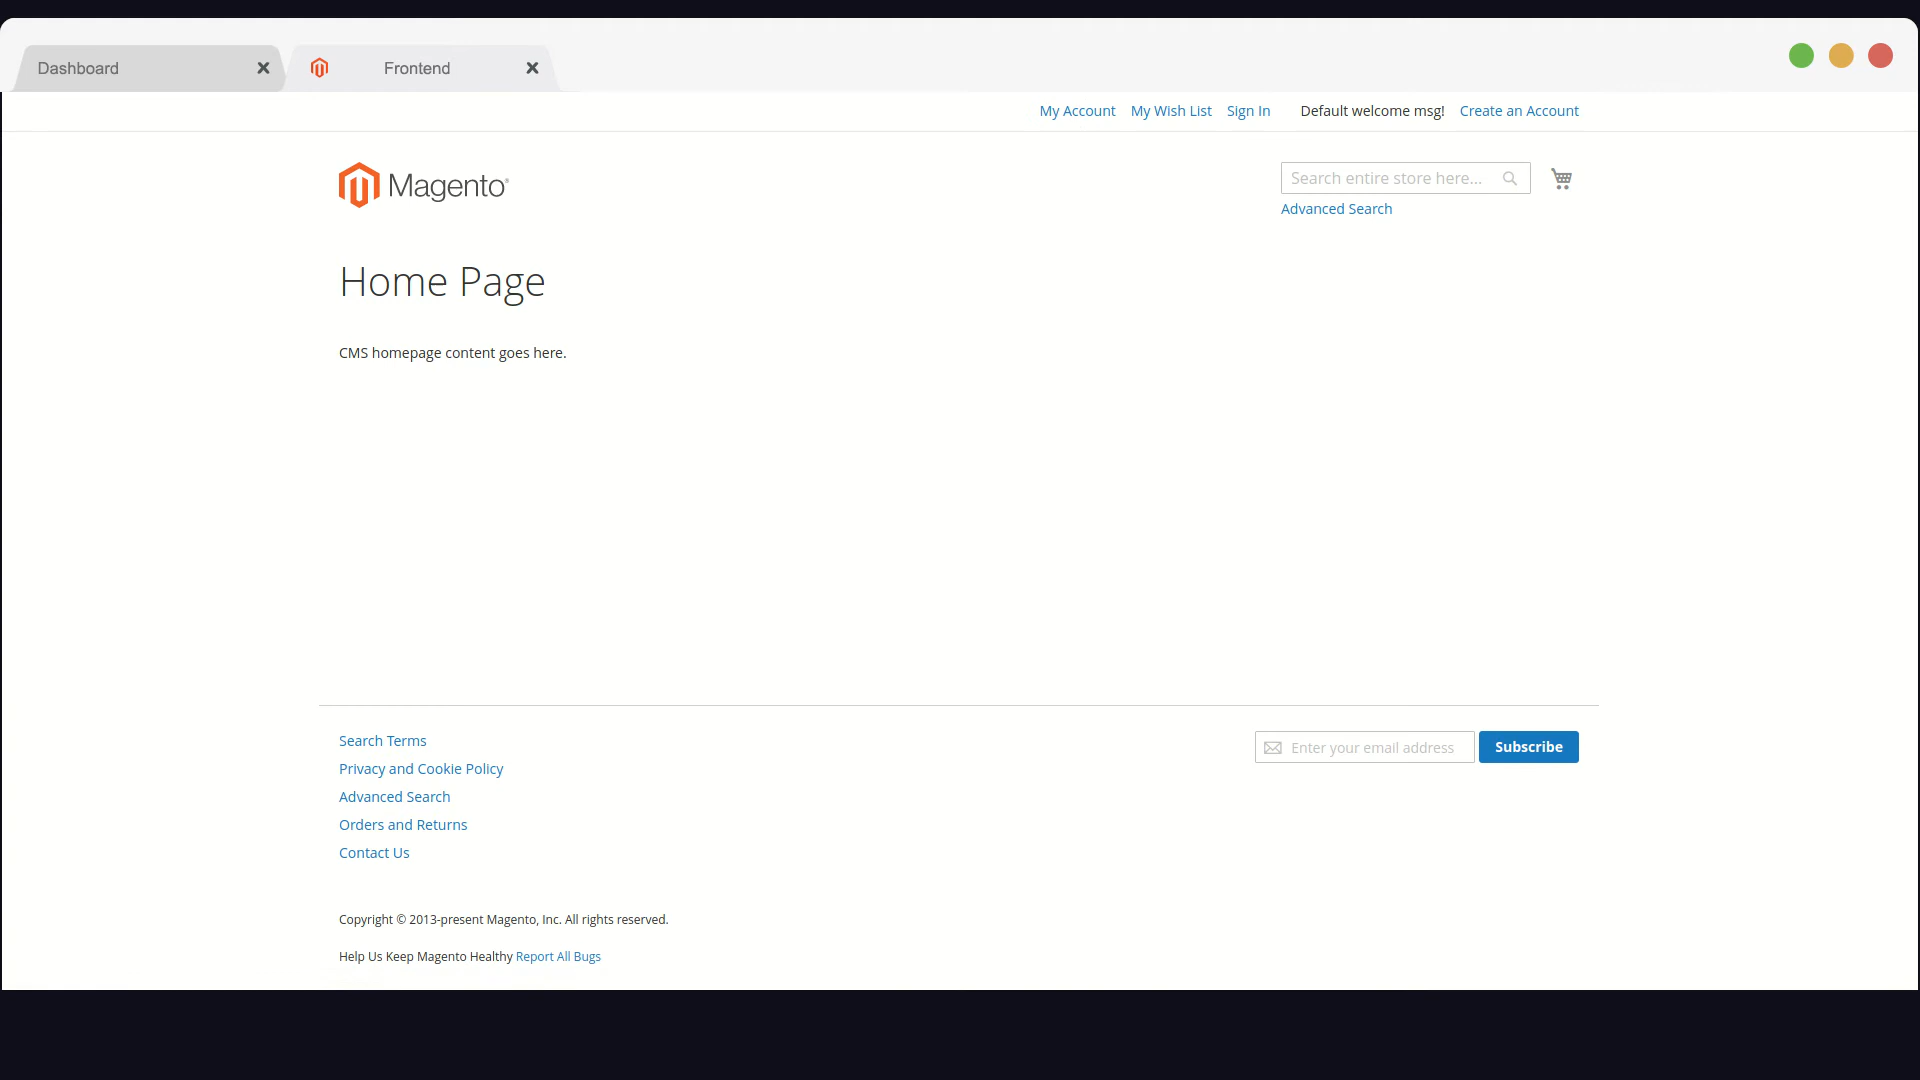 Dashboard
Frontend
My Account My Wish List Sign In Default welcome msg! Create an Account
Magento®
Search entire store here...
Advanced Search
Home Page
CMS homepage content goes here.
Search Terms
Privacy and Cookie Policy
Advanced Search
Orders and Returns
Contact Us
Enter your email address
Subscribe
Copyright © 2013-present Magento, Inc. All rights reserved.
Help Us Keep Magento Healthy Report All Bugs